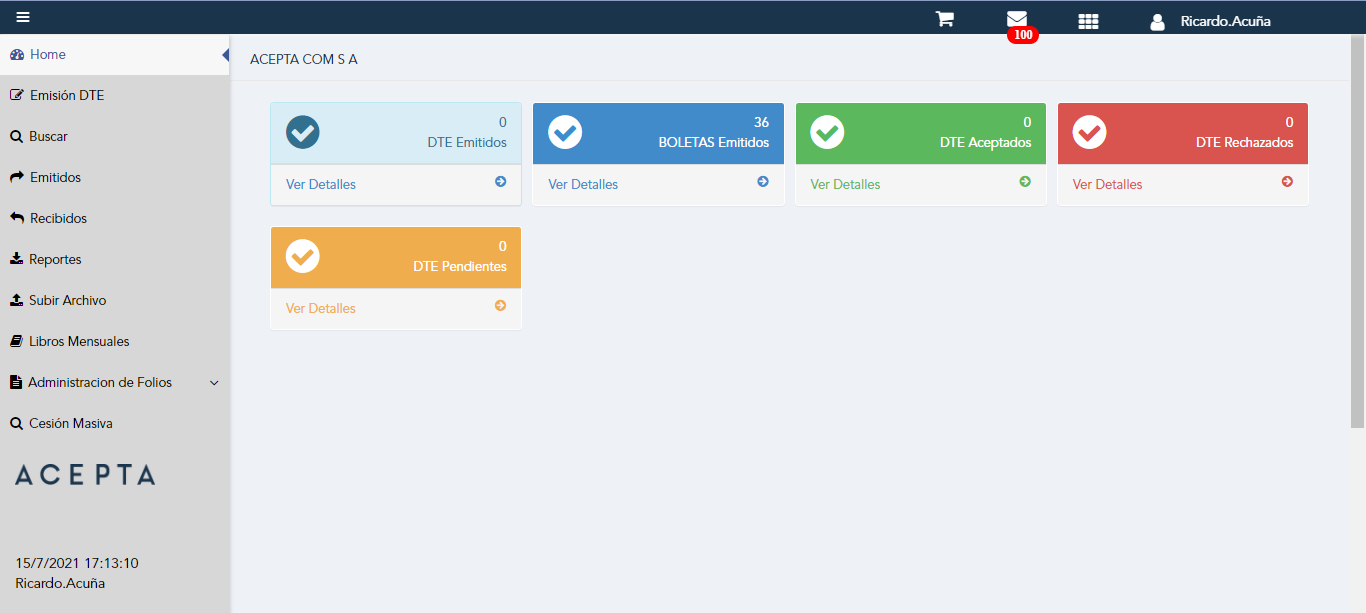 Ricardo.Acuña
100
Home
ACEPTA COM S A
Emisión DTE
Buscar
Emitidos
Recibidos
Reportes
Subir Archivo
Libros Mensuales
Administracion de Folios
Cesión Masiva
ACEPTA
15/7/2021 17:13:10
Ricardo.Acuña
0
DTE Emitidos
Ver Detalles
36
BOLETAS Emitidos
Ver Detalles
0
DTE Aceptados
Ver Detalles
0
DTE Rechazados
Ver Detalles
0
DTE Pendientes
Ver Detalles